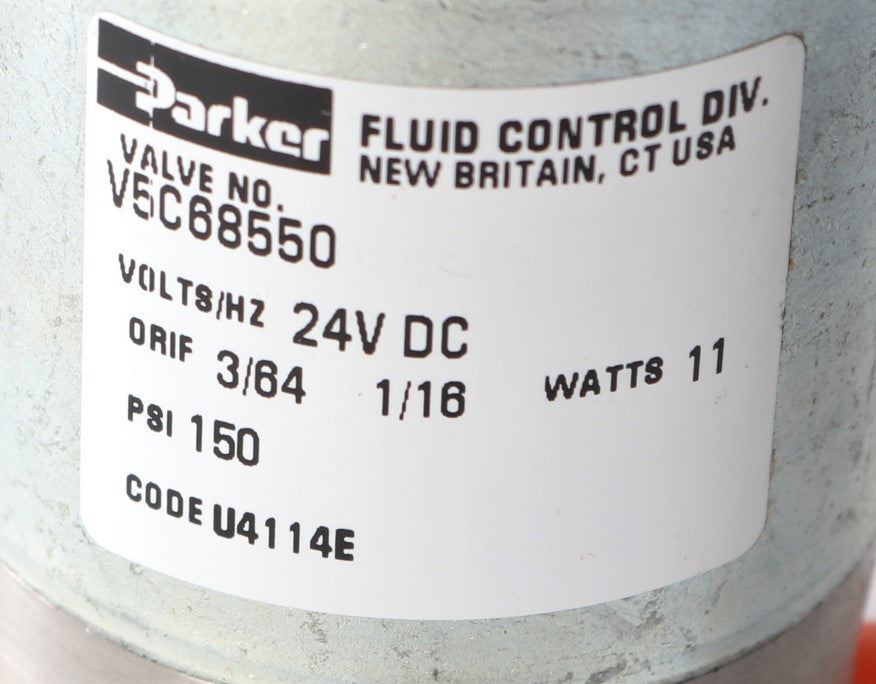 Parker
FLUID CONTROL DIV.
NEW BRITAIN, CT USA
VALVE NO.
V5C68550
VOLTS/HZ 24V DC
ORIF 3/64 1/16 WATTS 11
PSI 150
CODE U4114E